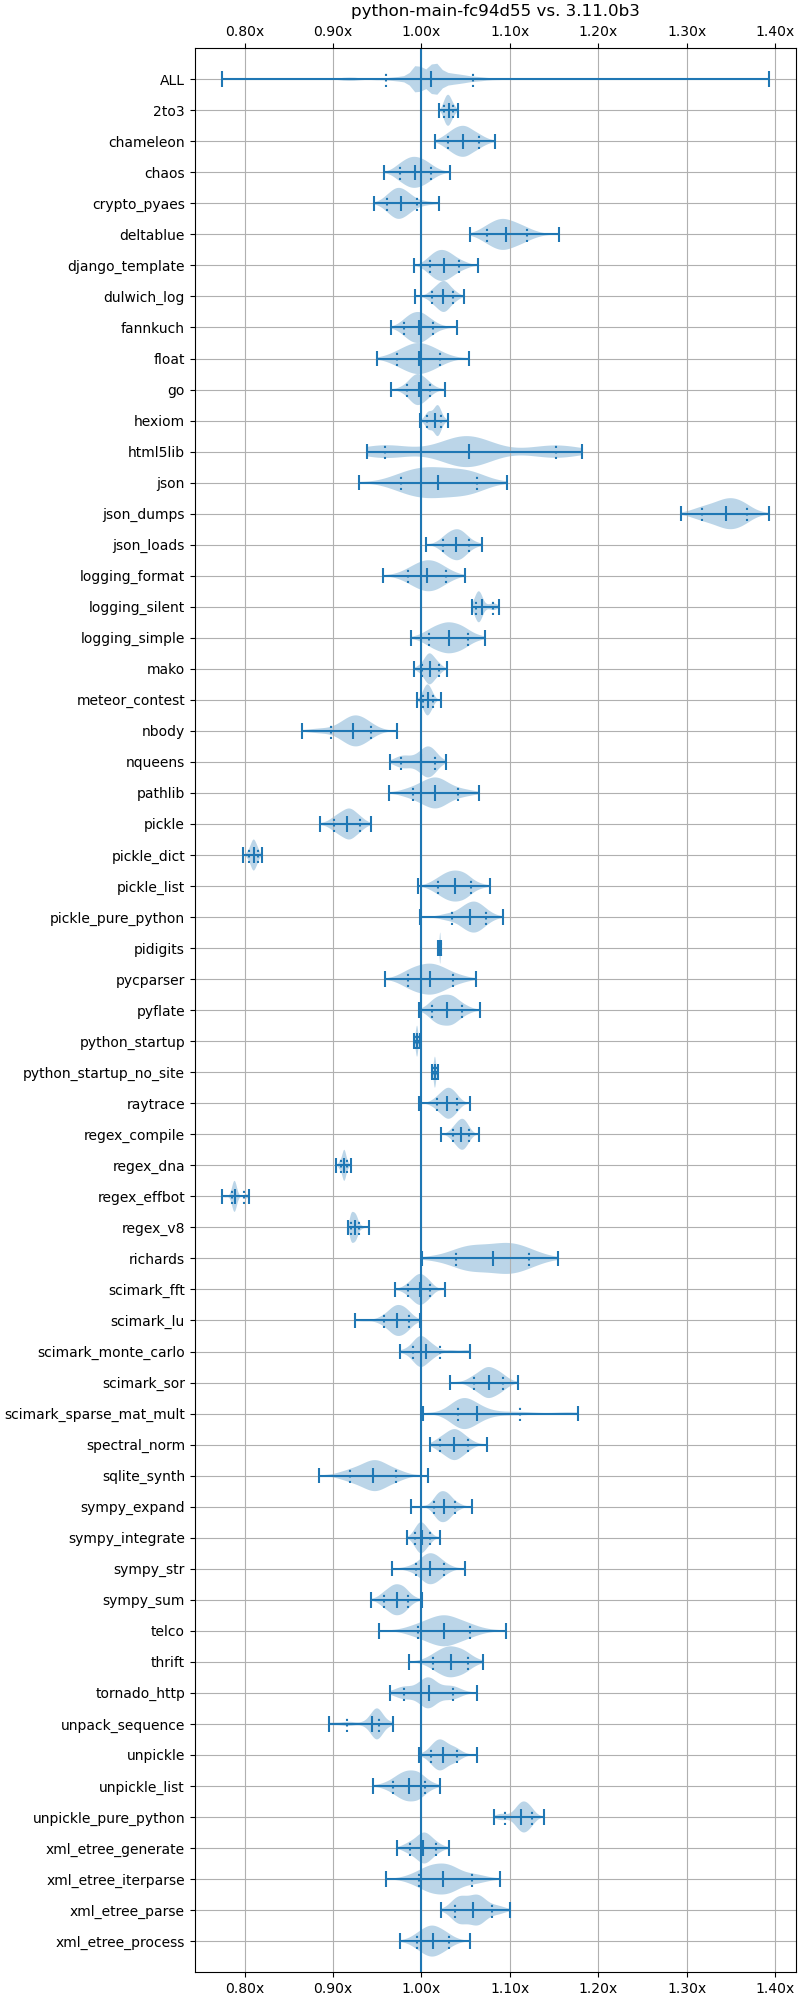 python-main-fc94d55 vs. 3.11.0b3
0.80x 0.90x 1.00x 1.10x 1.20x 1.30x 1.40x
ALL
2to3
chameleon
chaos
crypto_pyaes
deltablue
django_template
dulwich_log
fannkuch
float
go
hexiom
html5lib
json
json_dumps
json_loads
logging_format
logging_silent
logging_simple
mako
meteor_contest
nbody
nqueens
pathlib
pickle
pickle_dict
pickle_list
pickle_pure_python
pidigits
pycparser
pyflate
python_startup
python_startup_no_site
raytrace
regex_compile
regex_dna
regex_effbot
regex_v8
richards
scimark_fft
scimark_lu
scimark_monte_carlo
scimark_sor
scimark_sparse_mat_mult
spectral_norm
sqlite_synth
sympy_expand
sympy_integrate
sympy_str
sympy_sum
telco
thrift
tornado_http
unpack_sequence
unpickle
unpickle_list
unpickle_pure_python
xml_etree_generate
xml_etree_iterparse
xml_etree_parse
xml_etree_process
0.80x 0.90x 1.00x 1.10x 1.20x 1.30x 1.40x